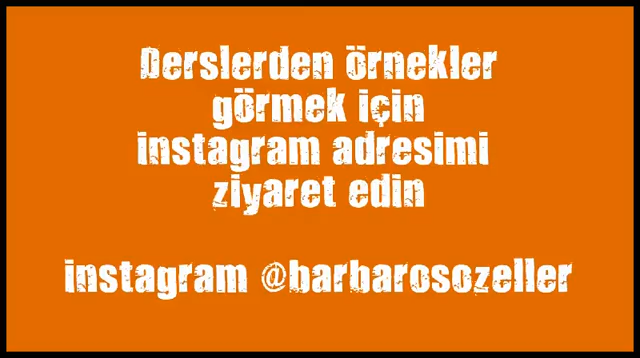 Derslerden örnekler
görmek için
instagram adresimi
ziyaret edin
instagram @barbarosozeller